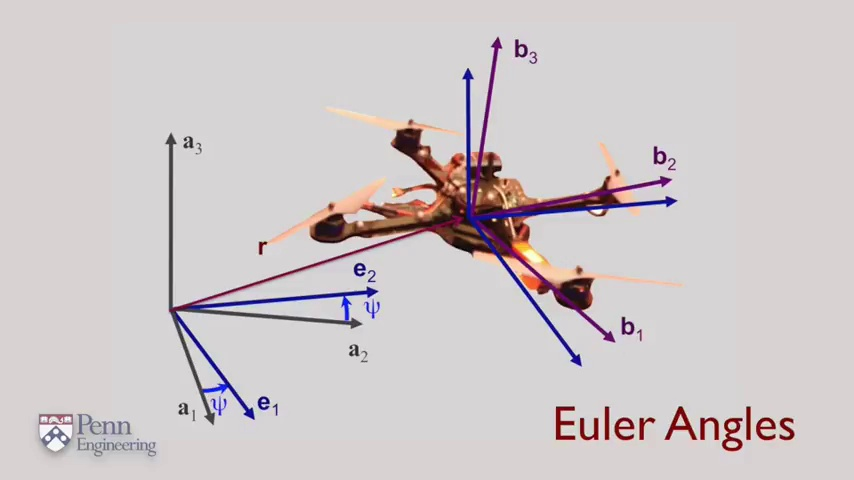 b3
a3
b2
r
e2
ψ
a2
b1
a1
ψ
e1
Penn
Engineering
Euler Angles